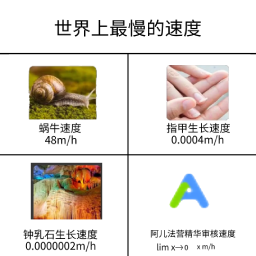 世界上最慢的速度
蜗牛速度
48m/h
指甲生长速度
0.0004m/h
钟乳石生长速度
0.0000002m/h
阿儿法营精华审核速度
lim x→0 x m/h